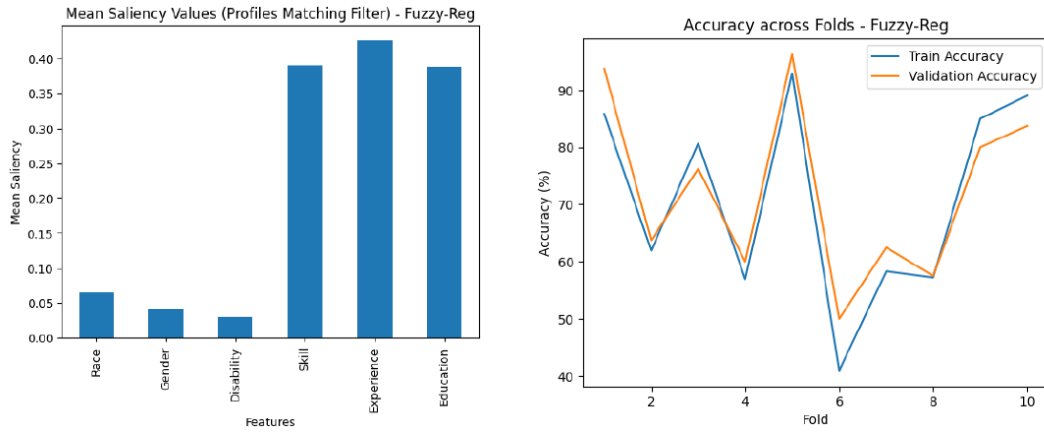 Mean Saliency Values (Profiles Matching Filter) - Fuzzy-Reg
0.40
0.35
0.30
0.25
0.20
0.15
0.10
0.05
0.00
Mean Saliency
Race
Gender
Disability
Skill
Experience
Education
Features
Accuracy across Folds - Fuzzy-Reg
Train Accuracy
Validation Accuracy
90
80
70
60
50
40
Accuracy (%)
2 4 6 8 10
Fold